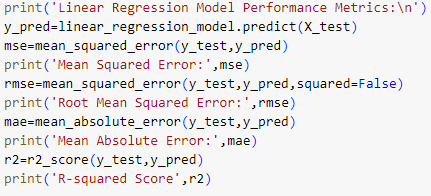 print('Linear Regression Model Performance Metrics:\n')
y_pred=linear_regression_model.predict(X_test)
mse=mean_squared_error(y_test,y_pred)
print('Mean Squared Error:',mse)
rmse=mean_squared_error(y_test,y_pred,squared=False)
print('Root Mean Squared Error:',rmse)
mae=mean_absolute_error(y_test,y_pred)
print('Mean Absolute Error:',mae)
r2=r2_score(y_test,y_pred)
print('R-squared Score',r2)